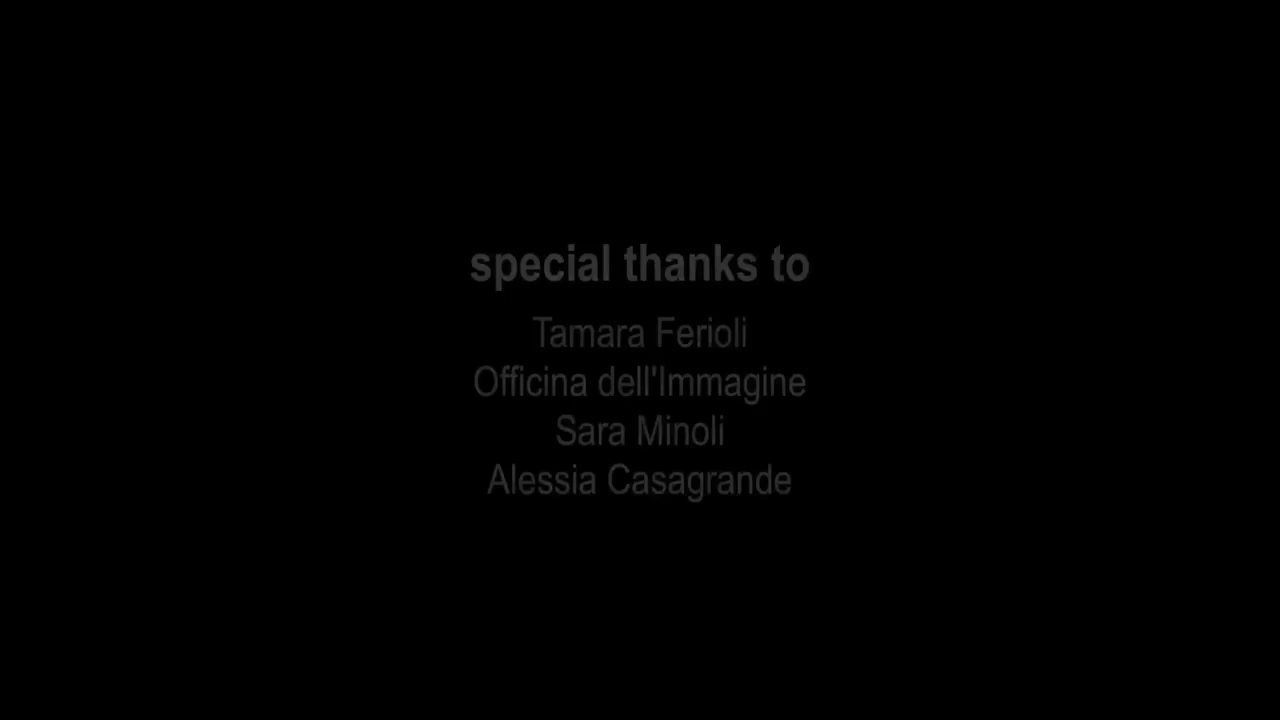 special thanks to
Tamara Ferioli
Officina dell'Immagine
Sara Minoli
Alessia Casagrande